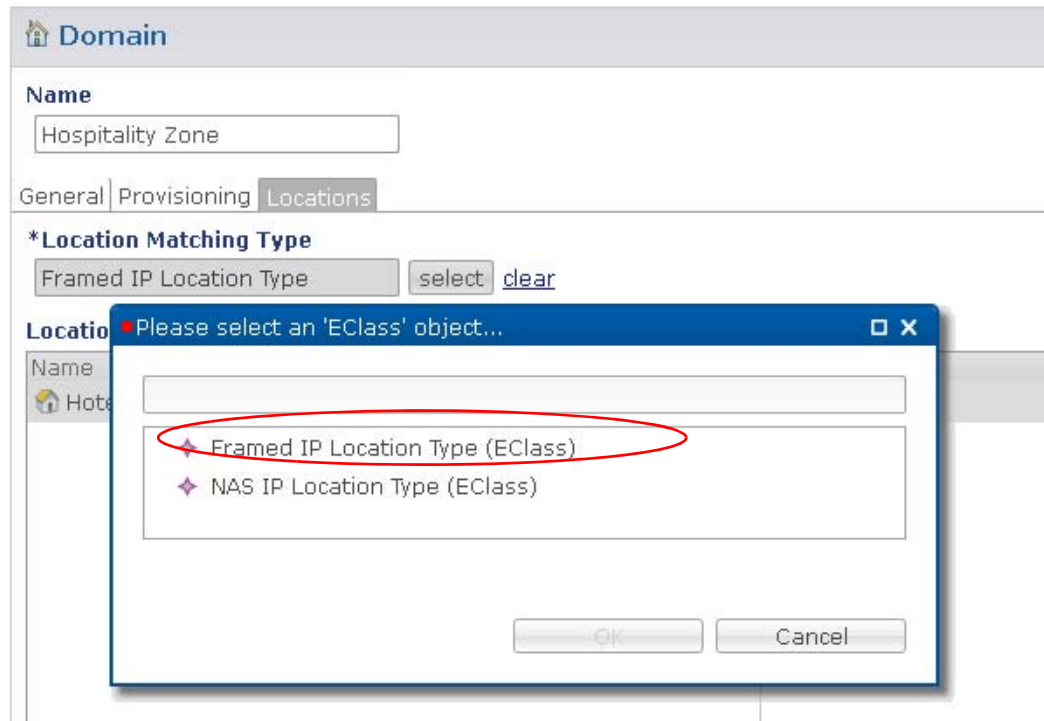 Domain
Name
Hospitality Zone
General Provisioning Locations
*Location Matching Type
Framed IP Location Type select clear
Please select an 'EClass' object...
Name
Framed IP Location Type (EClass)
NAS IP Location Type (EClass)
OK Cancel